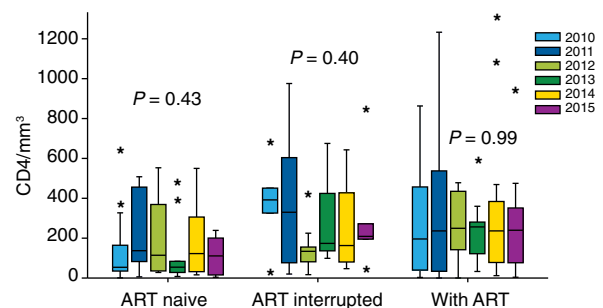 CD4/mm³
1200
1000
800
600
400
200
0
P = 0.43
P = 0.40
P = 0.99
2010
2011
2012
2013
2014
2015
ART naive
ART interrupted
With ART